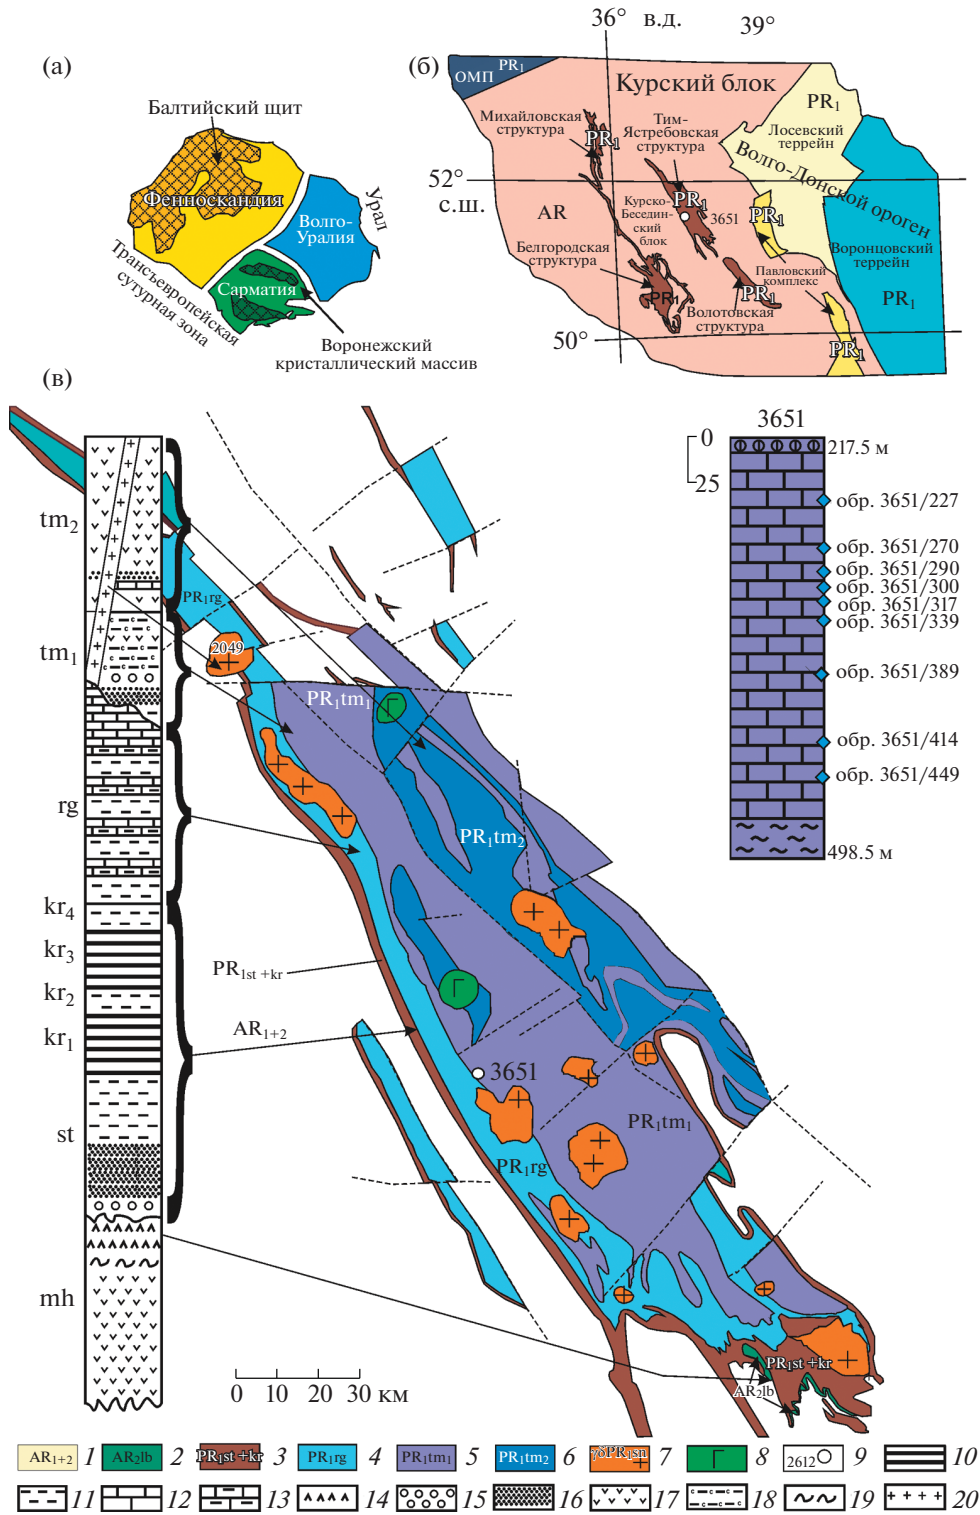 (а)
Балтийский щит
Фенноскандия
Волго-
Уралия
Урал
Сарматия
Трансъевропейская
сутурная зона
Воронежский
кристаллический массив
(б)
36° в.д. 39°
ОМП PR1
Курский блок
PR1
Михайловская
структура
PR1
Тим-
Ястребовская
структура
Лосевский
террейн
Волго-Донской ороген
52°
с.ш.
AR
Курско-
Бесединский
блок
PR1
3651
PR1
Воронцовский
террейн
Белгородская
структура
PR1
Павловский
комплекс
PR1
PR1
Волотовская
структура
50°
PR1
(в)
tm2
tm1
rg
kr4
kr3
kr2
kr1
st
mh
PR1rg
2049
PR1tm1
PR1tm2
PR1st+kr
AR1+2
3651
PR1tm1
PR1rg
PR1st+kr
AR2lb
0 10 20 30
км
3651
0
25
217.5 м
обр. 3651/227
обр. 3651/270
обр. 3651/290
обр. 3651/300
обр. 3651/317
обр. 3651/339
обр. 3651/389
обр. 3651/414
обр. 3651/449
498.5 м
AR1+2 1 AR2lb 2 PR1st+kr 3 PR1rg 4 PR1tm1 5 PR1tm2 6 γδPR1sn 7 Г 8 2612 9 10
11 12 13 14 15 16 17 18 19 20